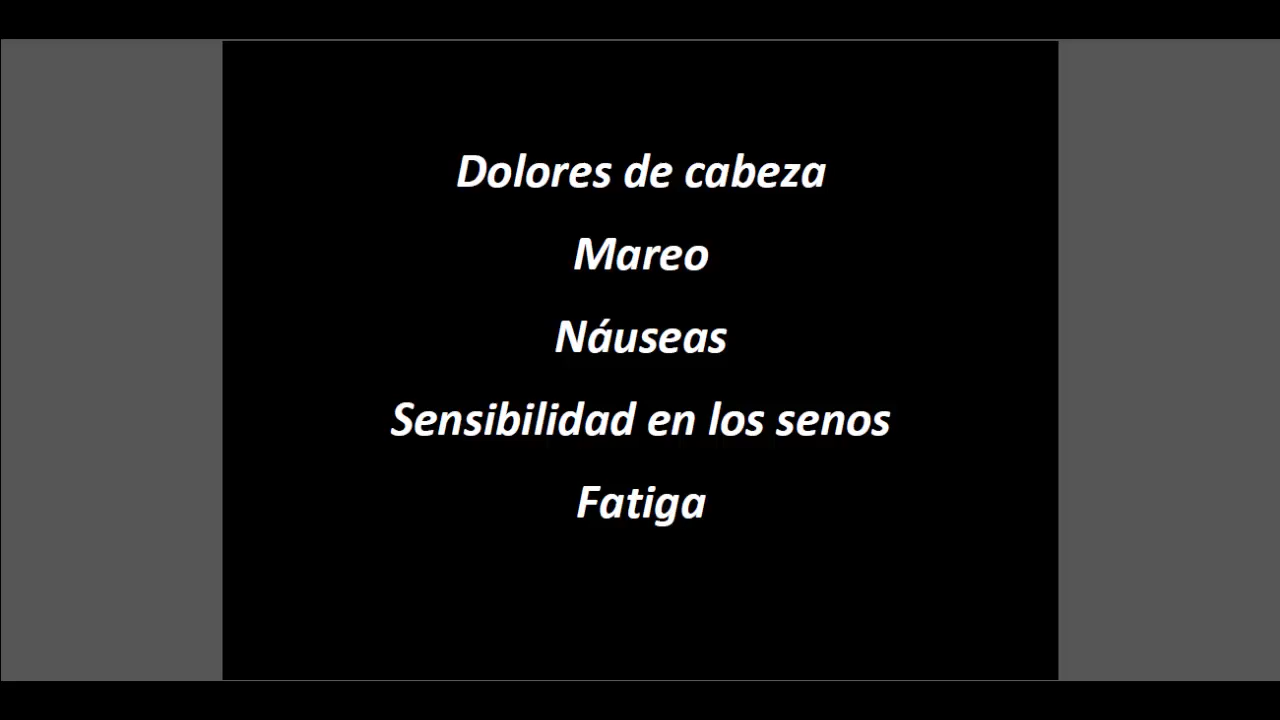 Dolores de cabeza
Mareo
Náuseas
Sensibilidad en los senos
Fatiga